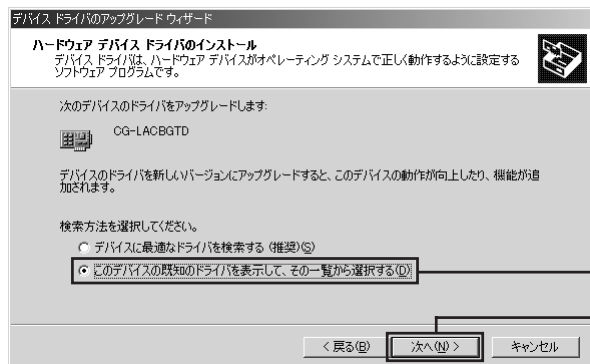 デバイス ドライバのアップグレード ウィザード
ハードウェア デバイス ドライバのインストール
デバイス ドライバは、ハードウェア デバイスがオペレーティング システムで正しく動作するように設定する
ソフトウェア プログラムです。
次のデバイスのドライバをアップグレードします:
CG-LACBGTD
デバイスのドライバを新しいバージョンにアップグレードすると、このデバイスの動作が向上したり、機能が追
加されます。
検索方法を選択してください。
デバイスに最適なドライバを検索する (推奨)(S)
このデバイスの既知のドライバを表示して、その一覧から選択する(D)
< 戻る(B) 次へ(N) > キャンセル